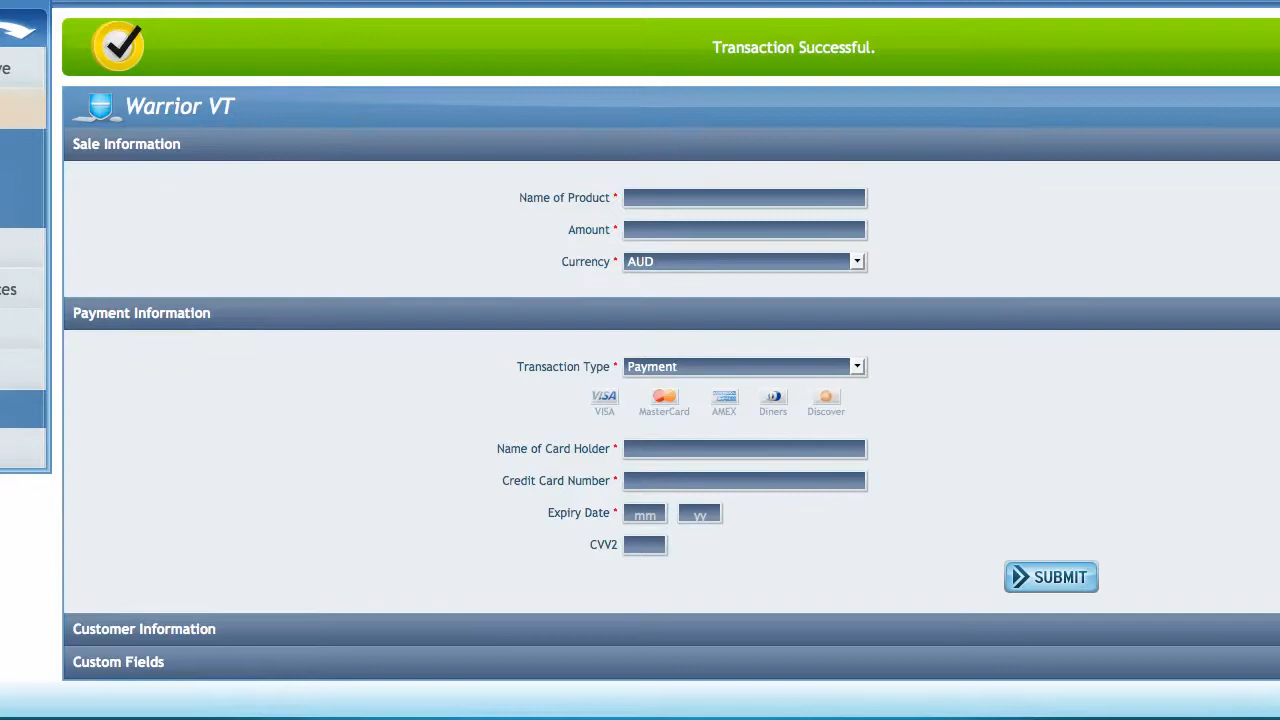 Transaction Successful.
Warrior VT
Sale Information
Name of Product *
Amount *
Currency * AUD
Payment Information
Transaction Type * Payment
VISA
VISA MasterCard AMEX Diners Discover
Name of Card Holder *
Credit Card Number *
Expiry Date * mm yy
CVV2
SUBMIT
Customer Information
Custom Fields